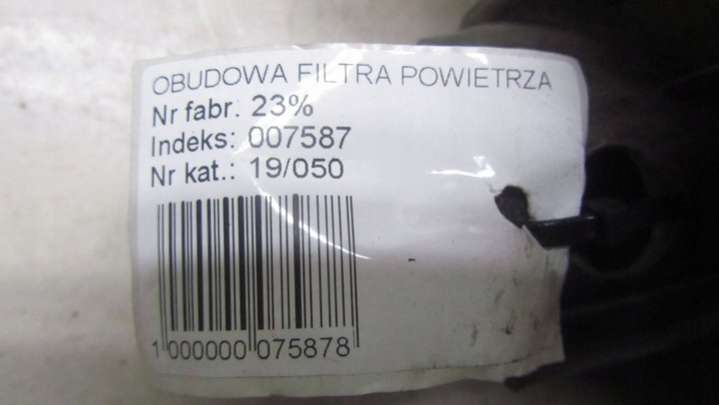 OBUDOWA FILTRA POWIETRZA
Nr fabr: 23%
Indeks: 007587
Nr kat.: 19/050
1 000000 075878